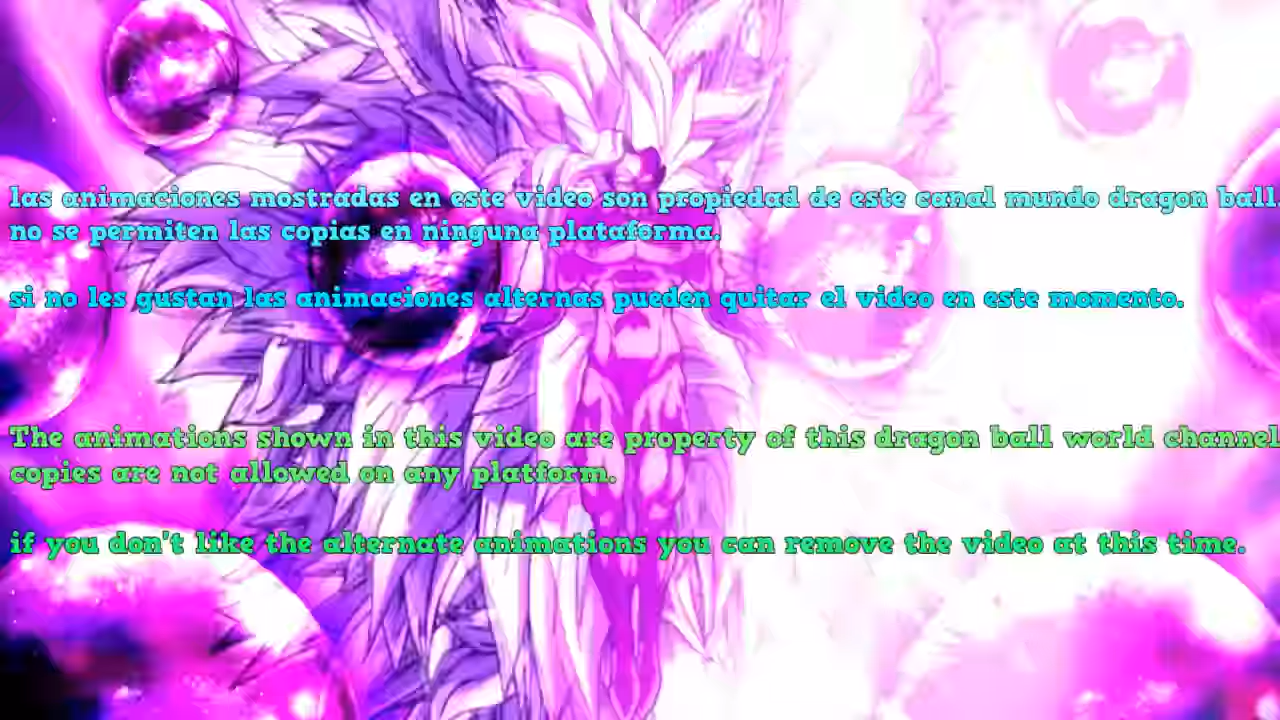 las animaciones mostradas en este video son propiedad de este canal mundo dragon ball.
no se permiten las copias en ninguna plataforma.
si no les gustan las animaciones alternas pueden quitar el video en este momento.
The animations shown in this video are property of this dragon ball world channel
copies are not allowed on any platform.
if you don't like the alternate animations you can remove the video at this time.